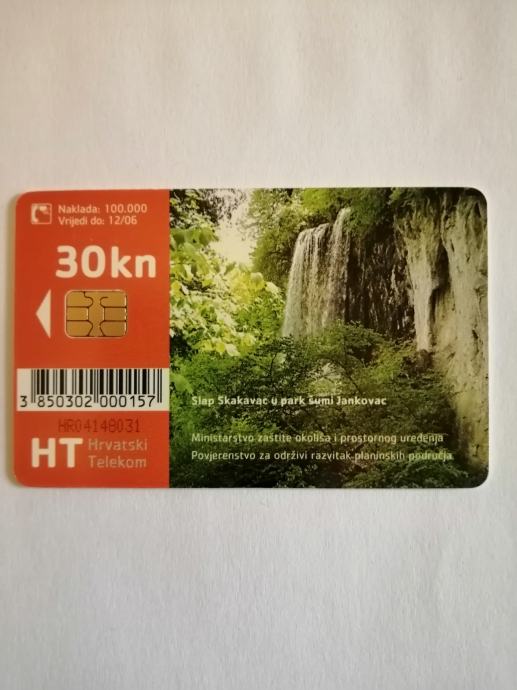 Naklada: 100.000
Vrijedi do: 12/06
30kn
3 850302 000157
HR04148031
HT Hrvatski
Telekom
Slap Skakavac u park šumi Jankovac
Ministarstvo zaštite okoliša i prostornog uređenja
Povjerenstvo za održivi razvitak planinskih područja